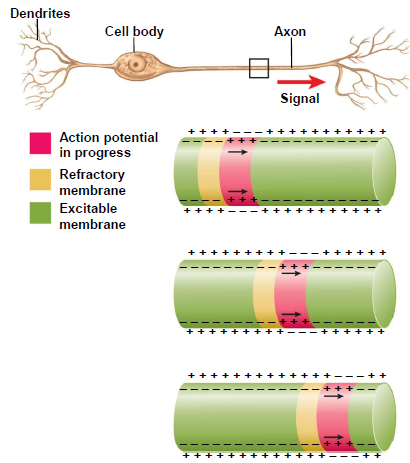 Dendrites
Cell body
Axon
Signal
Action potential
in progress
Refractory
membrane
Excitable
membrane
++++−−−++++++++++++
+++
+++
++++−−−++++++++++++
++++++++++−−−++++++
+++
+++
++++++++++−−−++++++
++++++++++++++−−−++
+++
+++
++++++++++++++−−−++